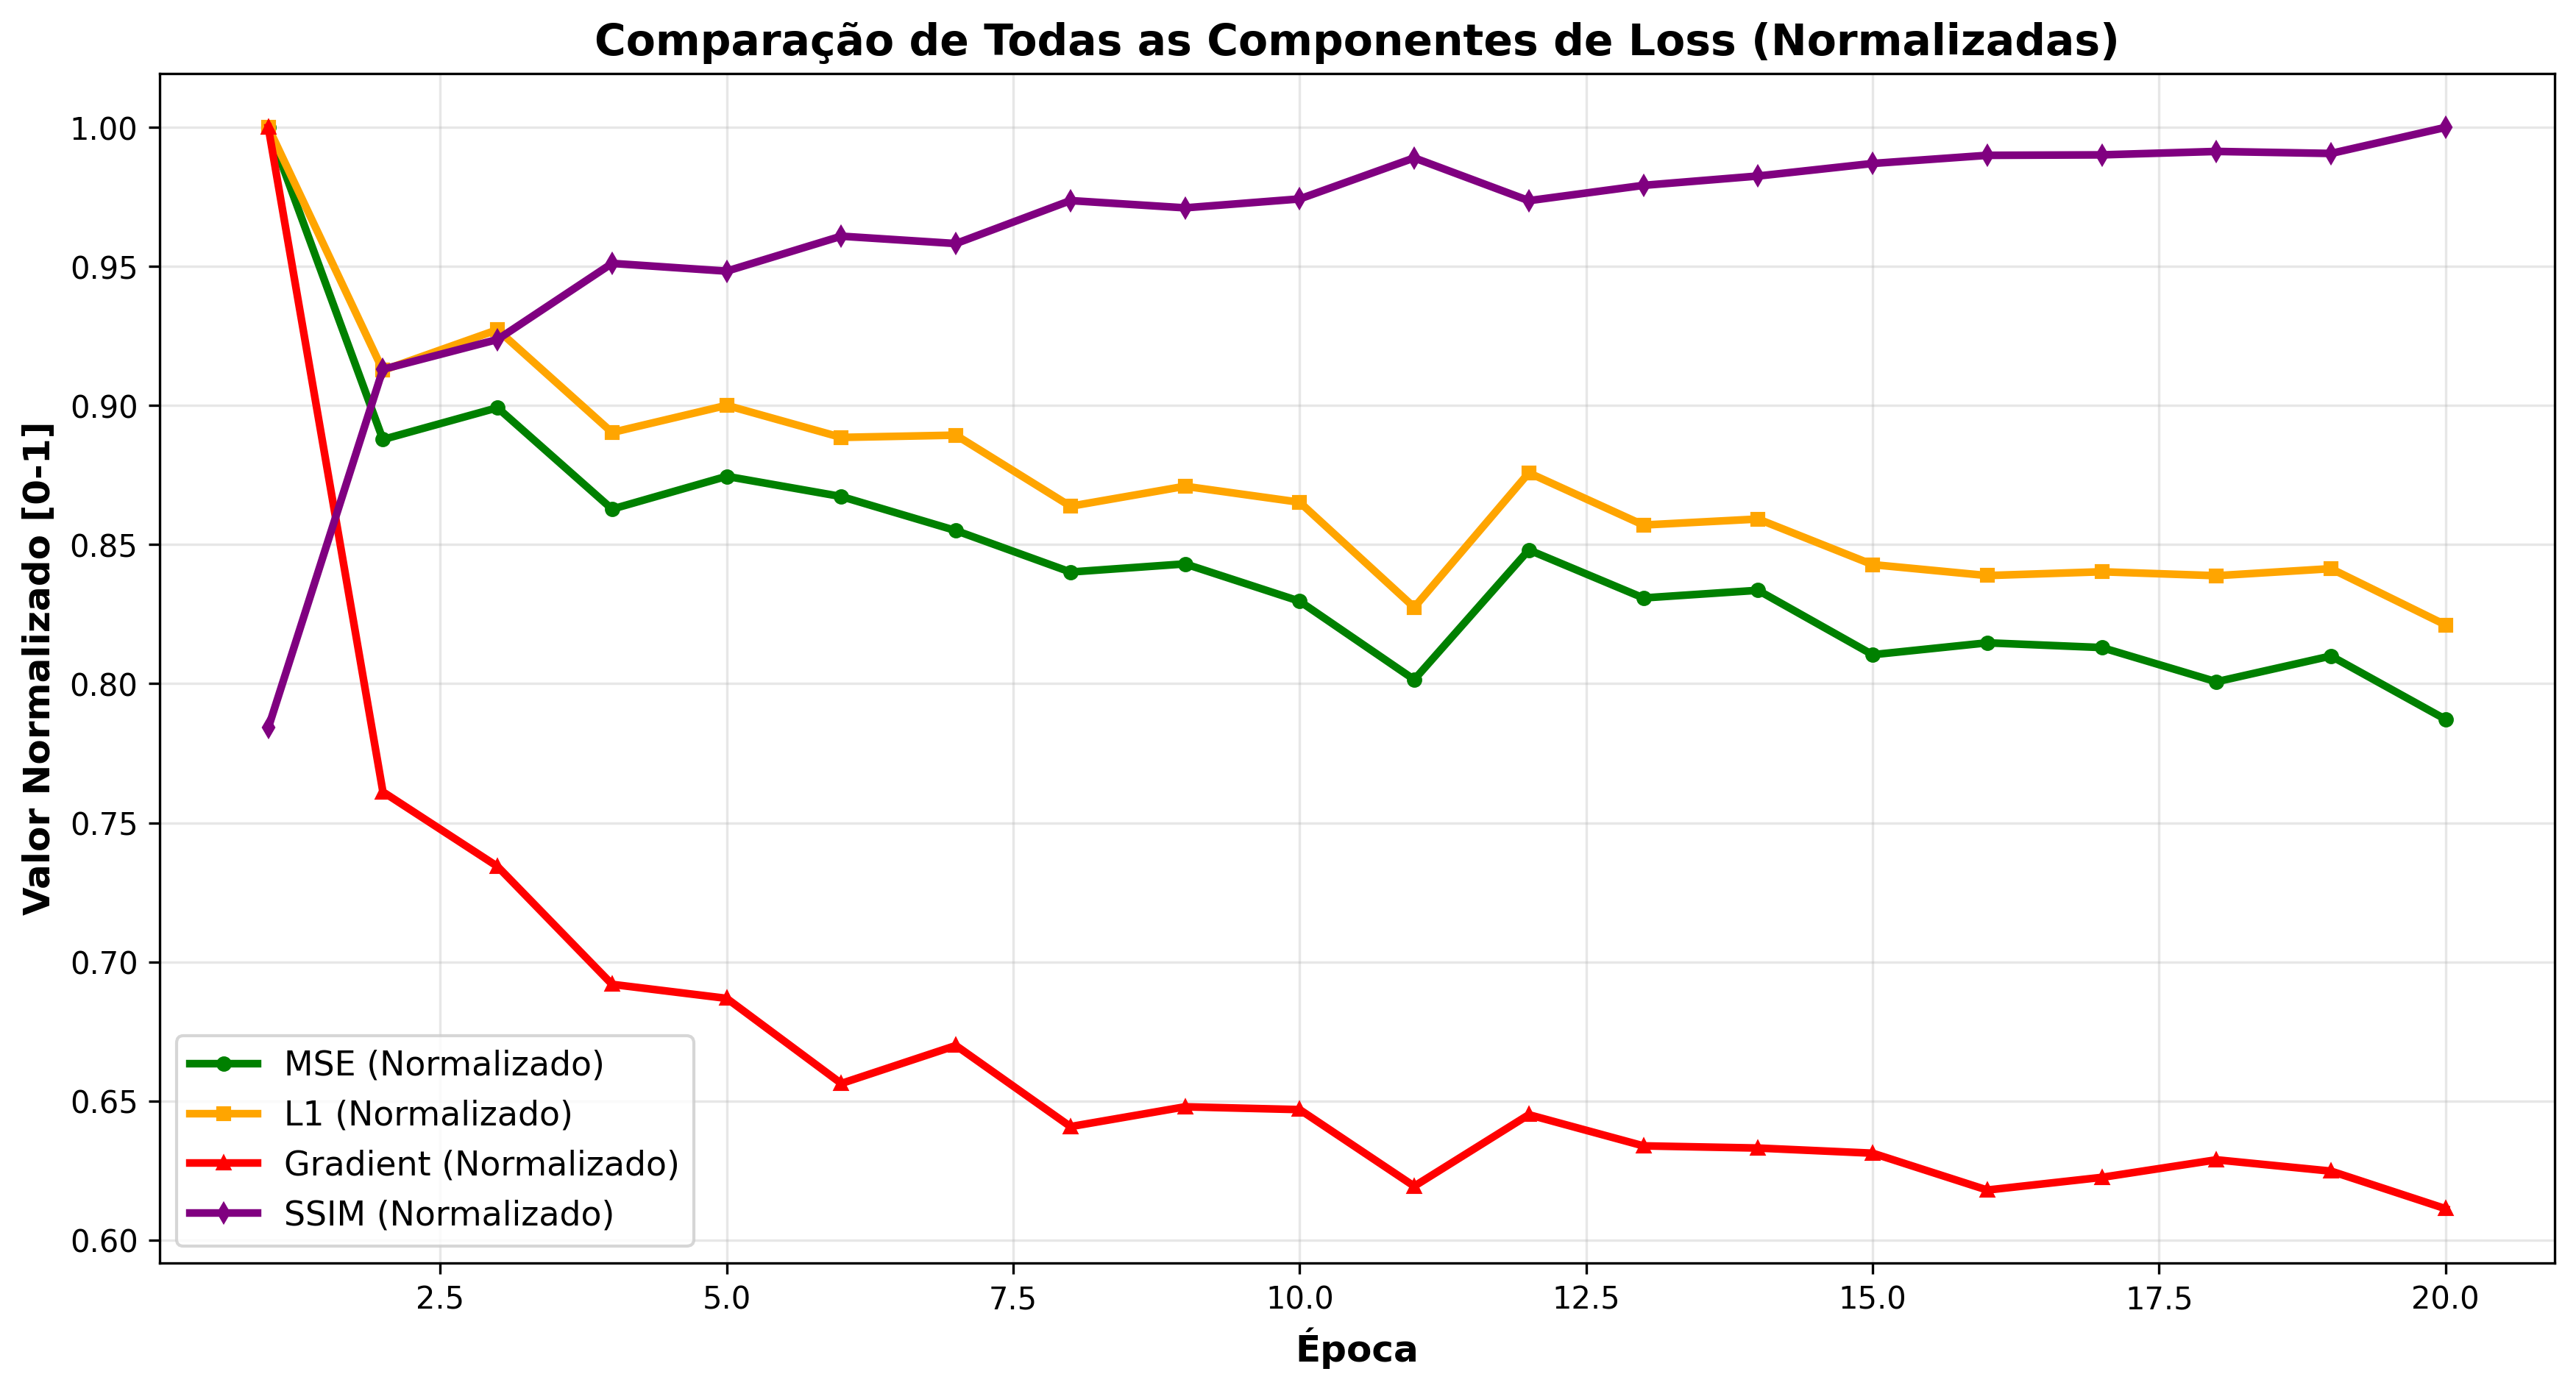 Comparação de Todas as Componentes de Loss (Normalizadas)
Valor Normalizado [0-1]
1.00
0.95
0.90
0.85
0.80
0.75
0.70
0.65
0.60
MSE (Normalizado)
L1 (Normalizado)
Gradient (Normalizado)
SSIM (Normalizado)
2.5 5.0 7.5 10.0 12.5 15.0 17.5 20.0
Época